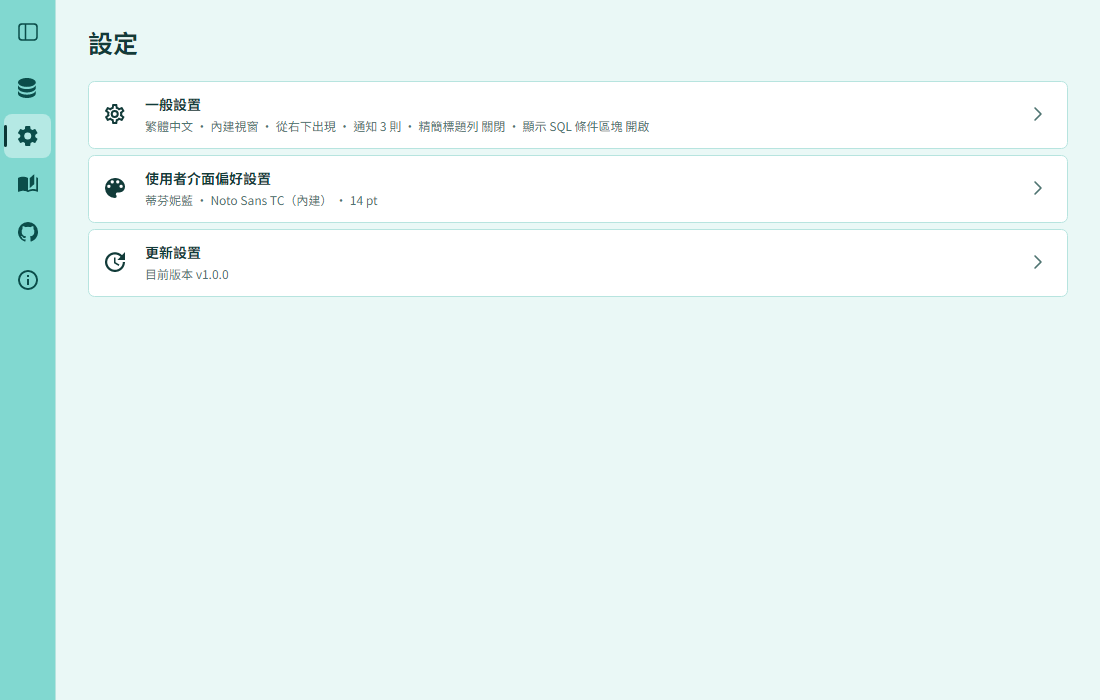 設定
一般設置
繁體中文 • 內建視窗 • 從右下出現 • 通知 3 則 • 精簡標題列 關閉 • 顯示 SQL 條件區塊 開啟
使用者介面偏好設置
蒂芬妮藍 • Noto Sans TC（內建） • 14 pt
更新設置
目前版本 v1.0.0